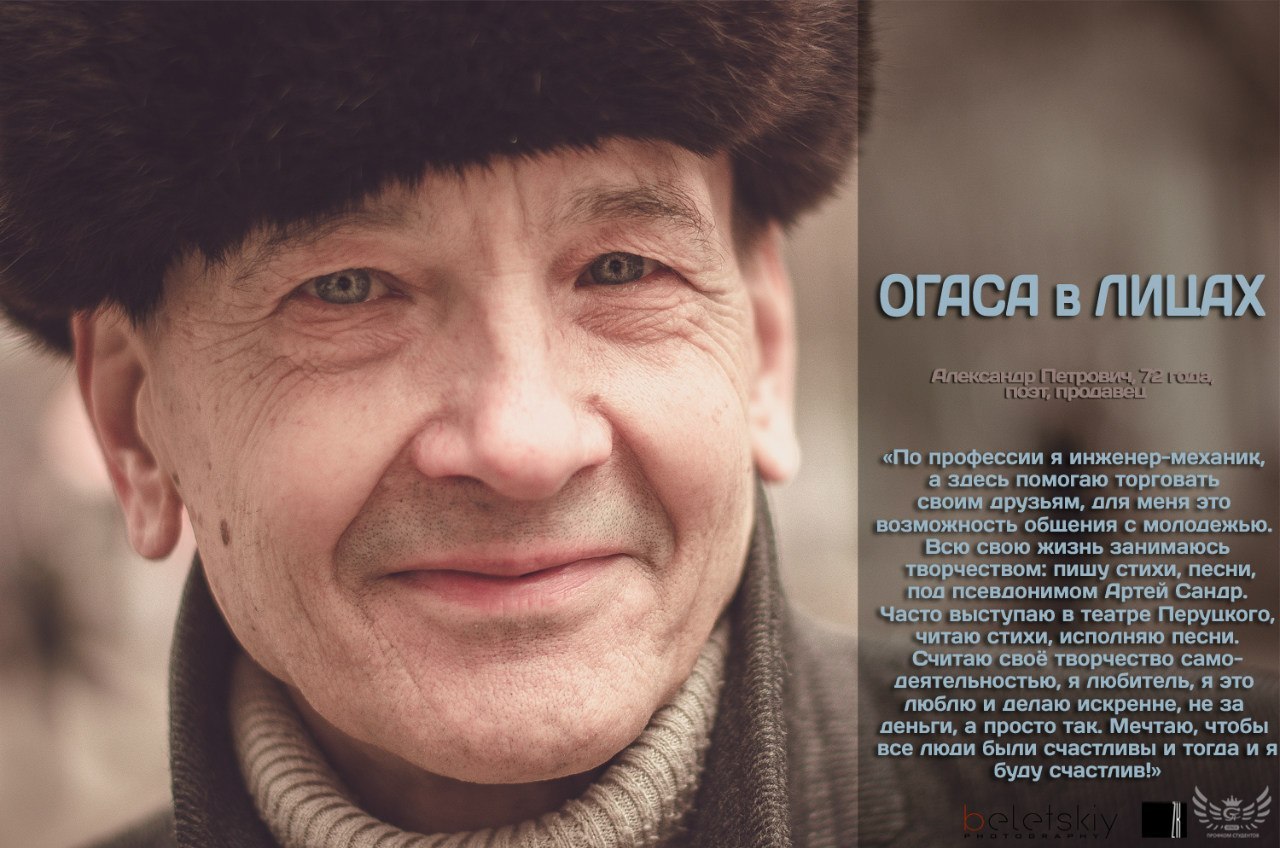 ОГАСА в ЛИЦАХ
Александр Петрович, 72 года,
поэт, продавец
«По профессии я инженер-механик,
а здесь помогаю торговать
своим друзьям, для меня это
возможность общения с молодежью.
Всю свою жизнь занимаюсь
творчеством: пишу стихи, песни,
под псевдонимом Артей Сандр.
Часто выступаю в театре Перуцкого,
читаю стихи, исполняю песни.
Считаю своё творчество само-
деятельностью, я любитель, я это
люблю и делаю искренне, не за
деньги, а просто так. Мечтаю, чтобы
все люди были счастливы и тогда и я
буду счастлив!»
beletskiy
PHOTOGRAPHY
ПРОФКОМ СТУДЕНТОВ